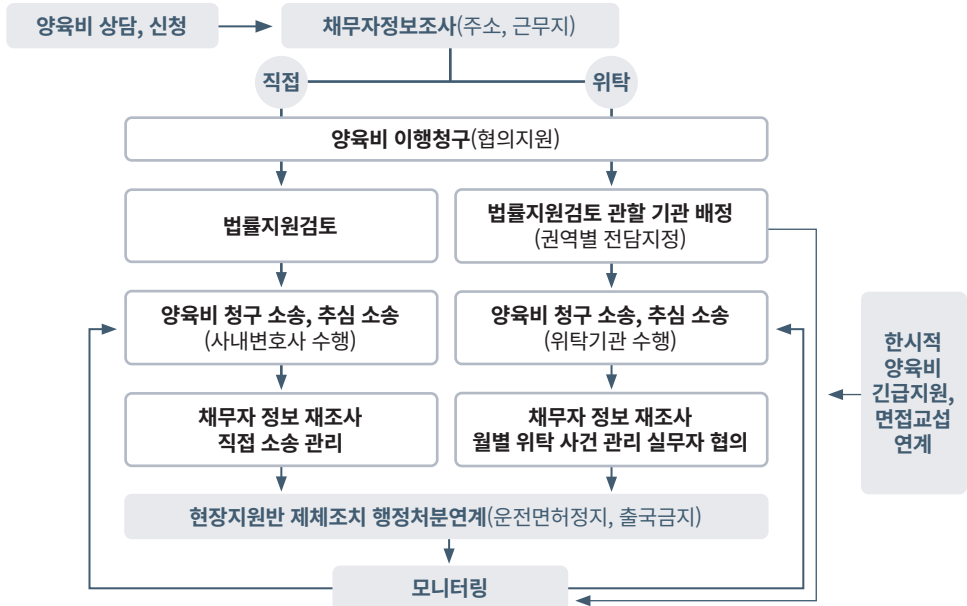 양육비 상담, 신청
채무자정보조사(주소, 근무지)
직접
위탁
양육비 이행청구(협의지원)
법률지원검토
법률지원검토 관할 기관 배정
(권역별 전담지정)
양육비 청구 소송, 추심 소송
(사내변호사 수행)
양육비 청구 소송, 추심 소송
(위탁기관 수행)
한시적
양육비
긴급지원,
면접교섭
연계
채무자 정보 재조사
직접 소송 관리
채무자 정보 재조사
월별 위탁 사건 관리 실무자 협의
현장지원반 제체조치 행정처분연계(운전면허정지, 출국금지)
모니터링